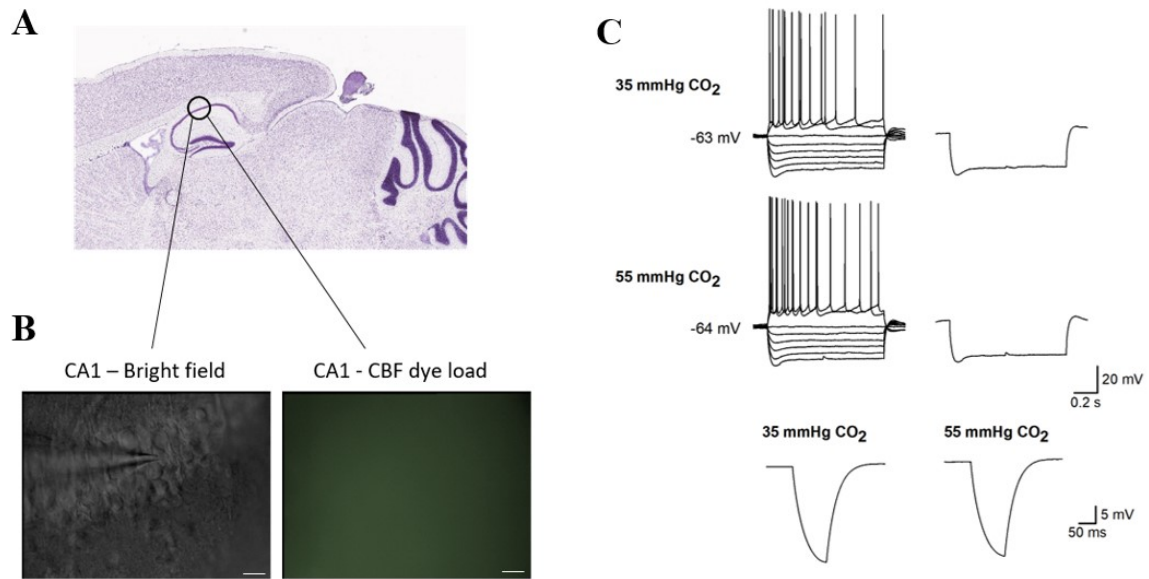 A
B
CA1 – Bright field
CA1 - CBF dye load
C
35 mmHg CO2
-63 mV
55 mmHg CO2
-64 mV
20 mV
0.2 s
35 mmHg CO2
55 mmHg CO2
5 mV
50 ms